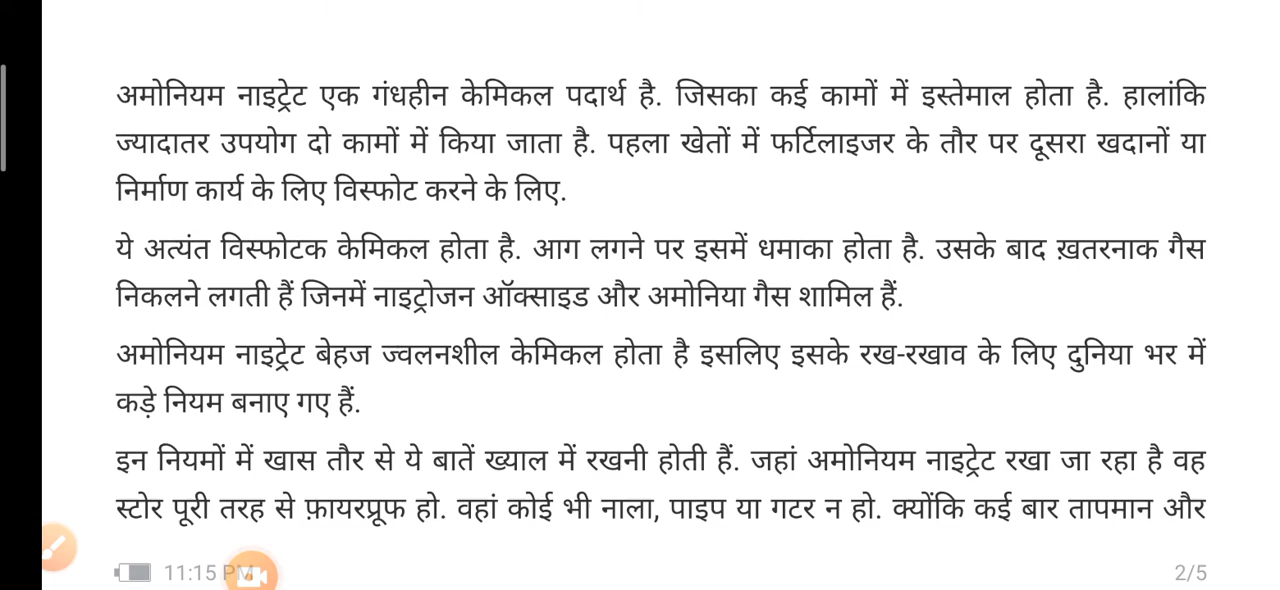 अमोनियम नाइट्रेट एक गंधहीन केमिकल पदार्थ है. जिसका कई कामों में इस्तेमाल होता है. हालांकि
ज्यादातर उपयोग दो कामों में किया जाता है. पहला खेतों में फर्टिलाइजर के तौर पर दूसरा खदानों या
निर्माण कार्य के लिए विस्फोट करने के लिए.
ये अत्यंत विस्फोटक केमिकल होता है. आग लगने पर इसमें धमाका होता है. उसके बाद ख़तरनाक गैस
निकलने लगती हैं जिनमें नाइट्रोजन ऑक्साइड और अमोनिया गैस शामिल हैं.
अमोनियम नाइट्रेट बेहज ज्वलनशील केमिकल होता है इसलिए इसके रख-रखाव के लिए दुनिया भर में
कड़े नियम बनाए गए हैं.
इन नियमों में खास तौर से ये बातें ख्याल में रखनी होती हैं. जहां अमोनियम नाइट्रेट रखा जा रहा है वह
स्टोर पूरी तरह से फ़ायरप्रूफ हो. वहां कोई भी नाला, पाइप या गटर न हो. क्योंकि कई बार तापमान और
11:15 PM
2/5